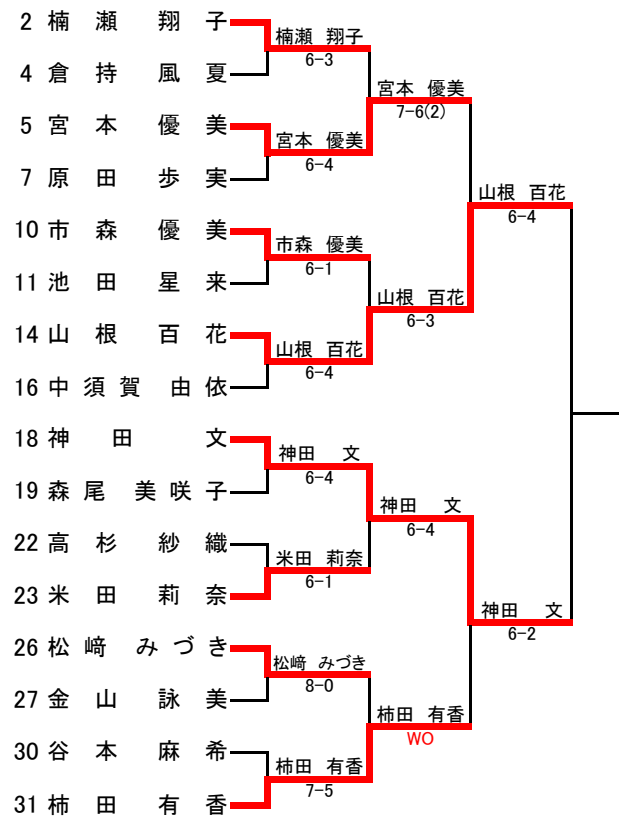 2 楠瀬 翔子
4 倉持 風夏
5 宮本 優美
7 原田 歩実
10 市森 優美
11 池田 星来
14 山根 百花
16 中須賀 由依
18 神田 文
19 森尾 美咲子
22 高杉 紗織
23 米田 莉奈
26 松﨑 みづき
27 金山 詠美
30 谷本 麻希
31 柿田 有香
楠瀬 翔子
6-3
宮本 優美
6-4
市森 優美
6-1
山根 百花
6-4
神田 文
6-4
米田 莉奈
6-1
松﨑 みづき
8-0
柿田 有香
7-5
宮本 優美
7-6(2)
山根 百花
6-3
神田 文
6-4
柿田 有香
WO
山根 百花
6-4
神田 文
6-2